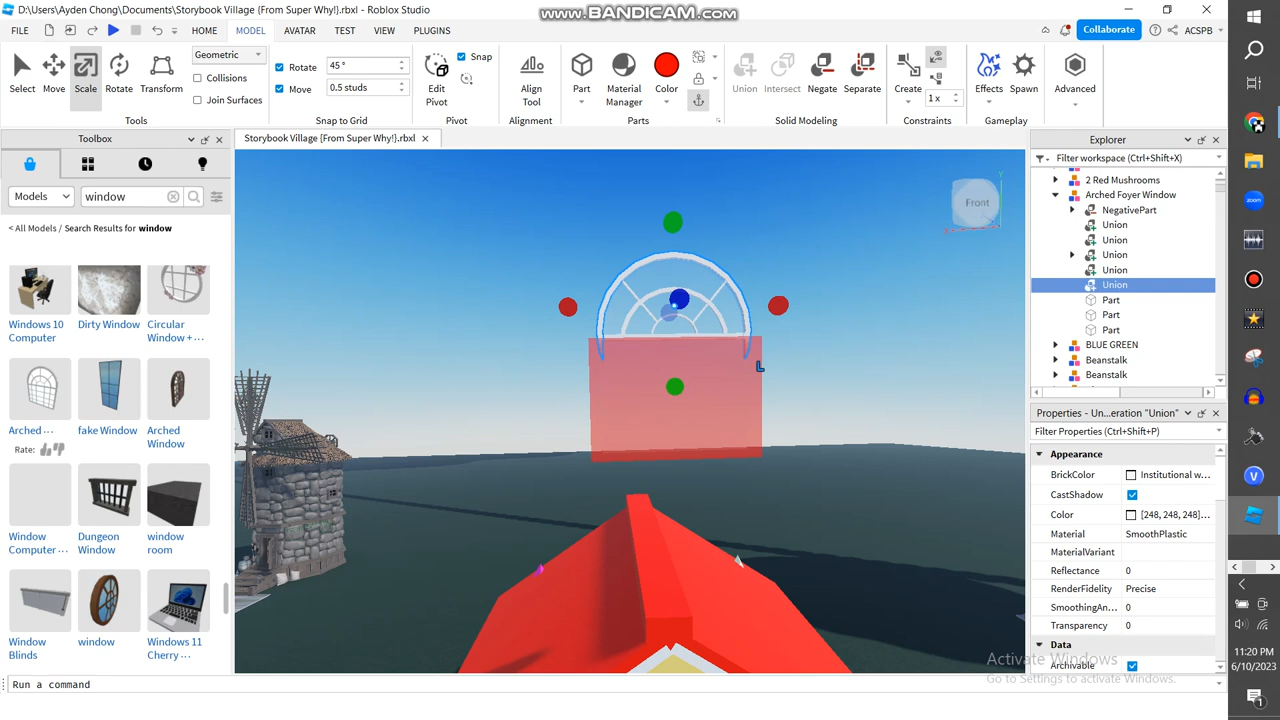 D:\Users\Ayden Chong\Documents\Storybook Village {From Super Why!}.rbxl - Roblox Studio
www.BANDICAM.com
FILE HOME MODEL AVATAR TEST VIEW PLUGINS Collaborate ACSPB
Geometric
Collisions
Join Surfaces
Select Move Scale Rotate Transform
Tools
Rotate 45 °
Move 0.5 studs
Snap to Grid
Edit Pivot
Snap
Pivot
Align Tool
Alignment
Part Material Manager Color
Parts
Union Intersect Negate Separate
Solid Modeling
Create 1 x
Constraints
Effects Spawn
Gameplay
Advanced
Toolbox
Storybook Village {From Super Why!}.rbxl
Explorer
Models window
Filter workspace (Ctrl+Shift+X)
< All Models / Search Results for window
2 Red Mushrooms
Arched Foyer Window
NegativePart
Union
Union
Union
Union
Union
Part
Part
Part
BLUE GREEN
Beanstalk
Beanstalk
Front
Y
L
Windows 10 Computer
Dirty Window
Circular Window + ...
Arched ...
Rate:
fake Window
Arched Window
Window Computer ...
Dungeon Window
window room
Window Blinds
window
Windows 11 Cherry ...
Properties - Un...eration "Union"
Filter Properties (Ctrl+Shift+P)
Appearance
BrickColor Institutional w...
CastShadow
Color [248, 248, 248]...
Material SmoothPlastic
MaterialVariant
Reflectance 0
RenderFidelity Precise
SmoothingAn... 0
Transparency 0
Data
Archivable
Activate Windows
Go to Settings to activate Windows.
Run a command
zoom
V
11:20 PM
6/10/2023
1